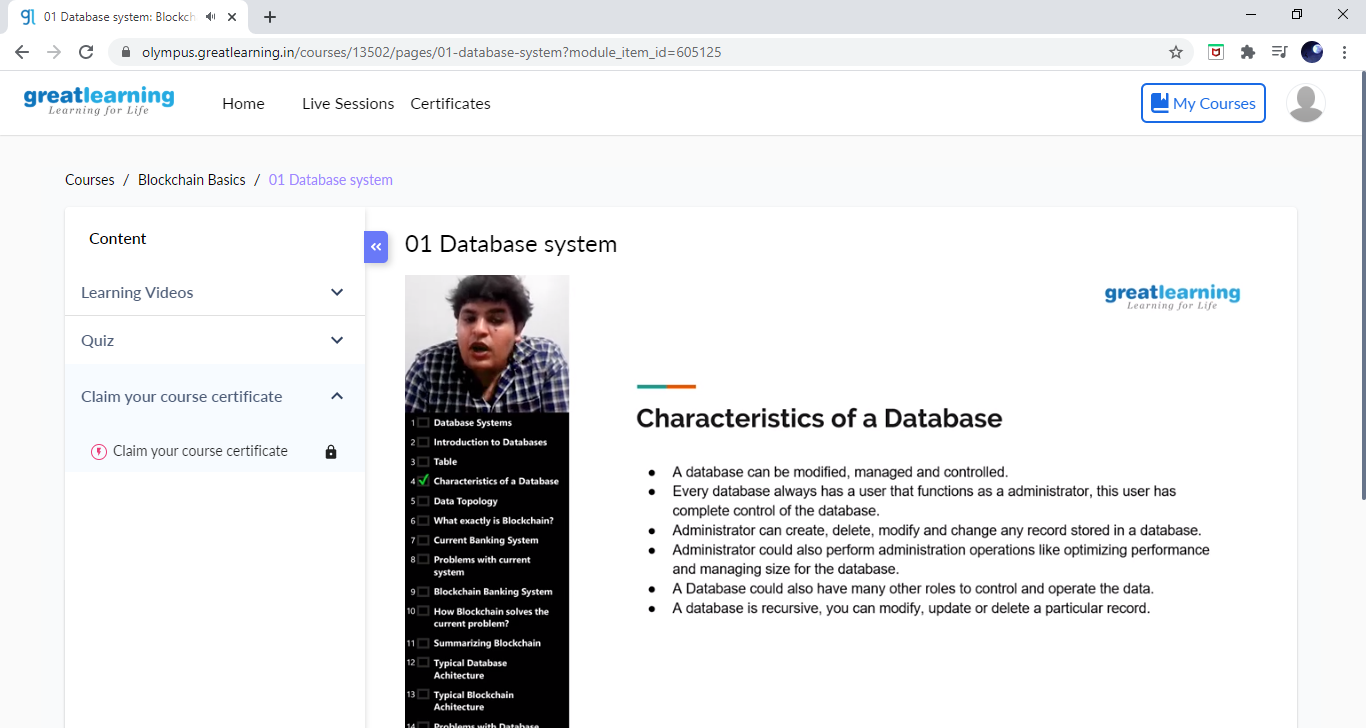 01 Database system: Blockch
olympus.greatlearning.in/courses/13502/pages/01-database-system?module_item_id=605125
greatlearning
Learning for Life
Home
Live Sessions
Certificates
My Courses
Courses / Blockchain Basics / 01 Database system
Content
Learning Videos
Quiz
Claim your course certificate
Claim your course certificate
«
01 Database system
1 Database Systems
2 Introduction to Databases
3 Table
4 Characteristics of a Database
5 Data Topology
6 What exactly is Blockchain?
7 Current Banking System
8 Problems with current
system
9 Blockchain Banking System
10 How Blockchain solves the
current problem?
11 Summarizing Blockchain
12 Typical Database
Achitecture
13 Typical Blockchain
Achitecture
14 Problems with Database
greatlearning
Learning for Life
Characteristics of a Database
● A database can be modified, managed and controlled.
● Every database always has a user that functions as a administrator, this user has
complete control of the database.
● Administrator can create, delete, modify and change any record stored in a database.
● Administrator could also perform administration operations like optimizing performance
and managing size for the database.
● A Database could also have many other roles to control and operate the data.
● A database is recursive, you can modify, update or delete a particular record.